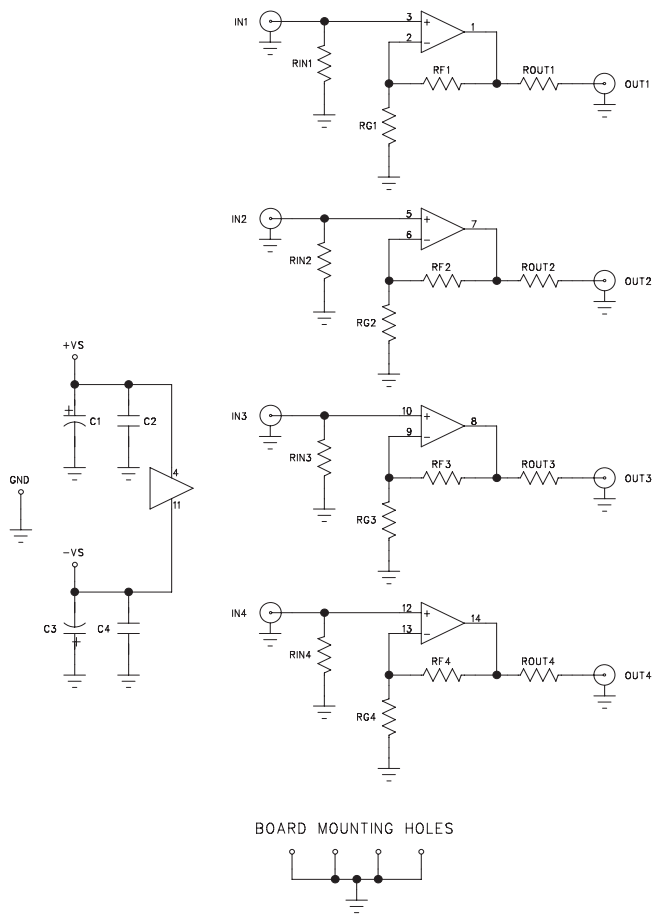 IN1
3
2
+
−
1
RIN1
RF1
ROUT1
OUT1
RG1
IN2
5
6
+
−
7
RIN2
RF2
ROUT2
OUT2
RG2
+VS
+
C1
C2
4
11
GND
−VS
C3
+
C4
IN3
10
9
+
−
8
RIN3
RF3
ROUT3
OUT3
RG3
IN4
12
13
+
−
14
RIN4
RF4
ROUT4
OUT4
RG4
BOARD MOUNTING HOLES